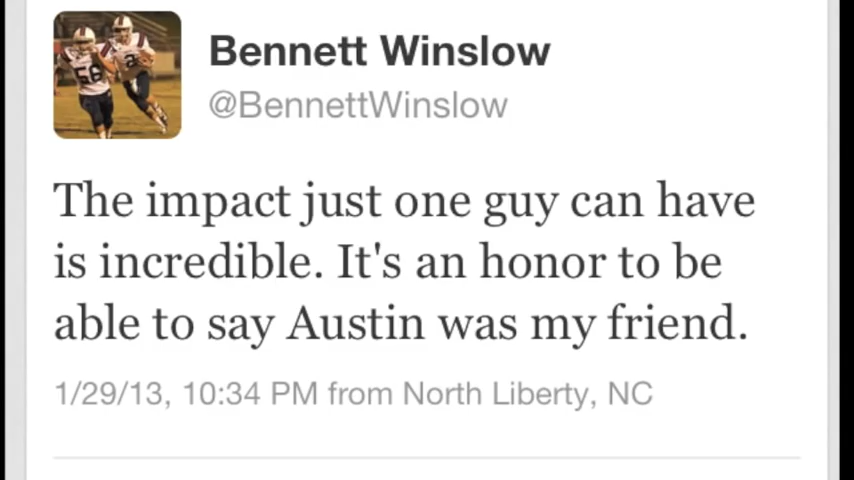 Bennett Winslow
@BennettWinslow
The impact just one guy can have
is incredible. It's an honor to be
able to say Austin was my friend.
1/29/13, 10:34 PM from North Liberty, NC